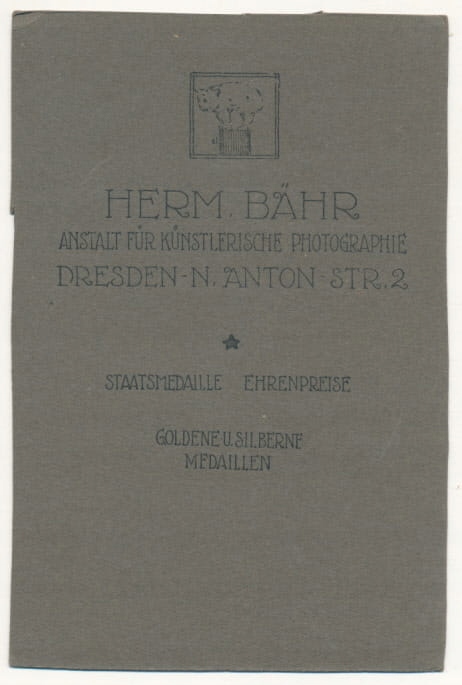 HERM. BÄHR
ANSTALT FÜR KÜNSTLERISCHE PHOTOGRAPHIE
DRESDEN-N. ANTON-STR. 2
STAATSMEDAILLE EHRENPREISE
GOLDENE U. SILBERNE
MEDAILLEN